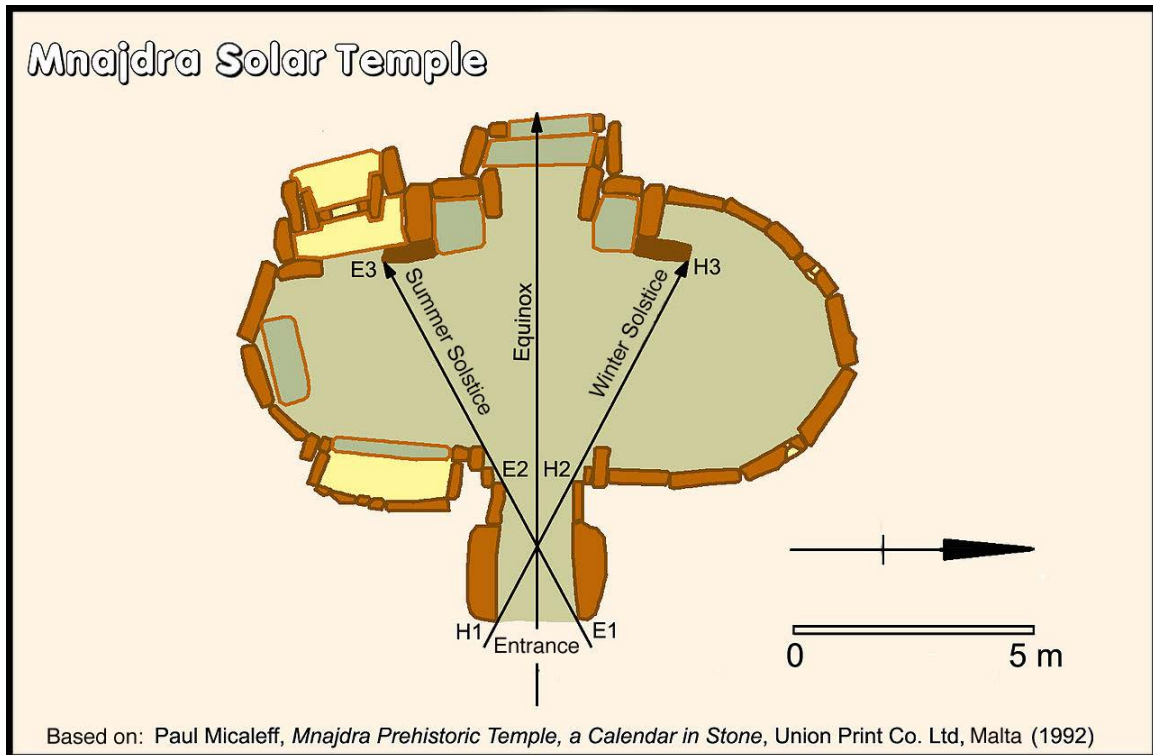 Mnajdra Solar Temple
E3
Summer Solstice
Equinox
Winter Solstice
H3
E2
H2
H1
Entrance
E1
0
5 m
Based on: Paul Micaleff, Mnajdra Prehistoric Temple, a Calendar in Stone, Union Print Co. Ltd, Malta (1992)